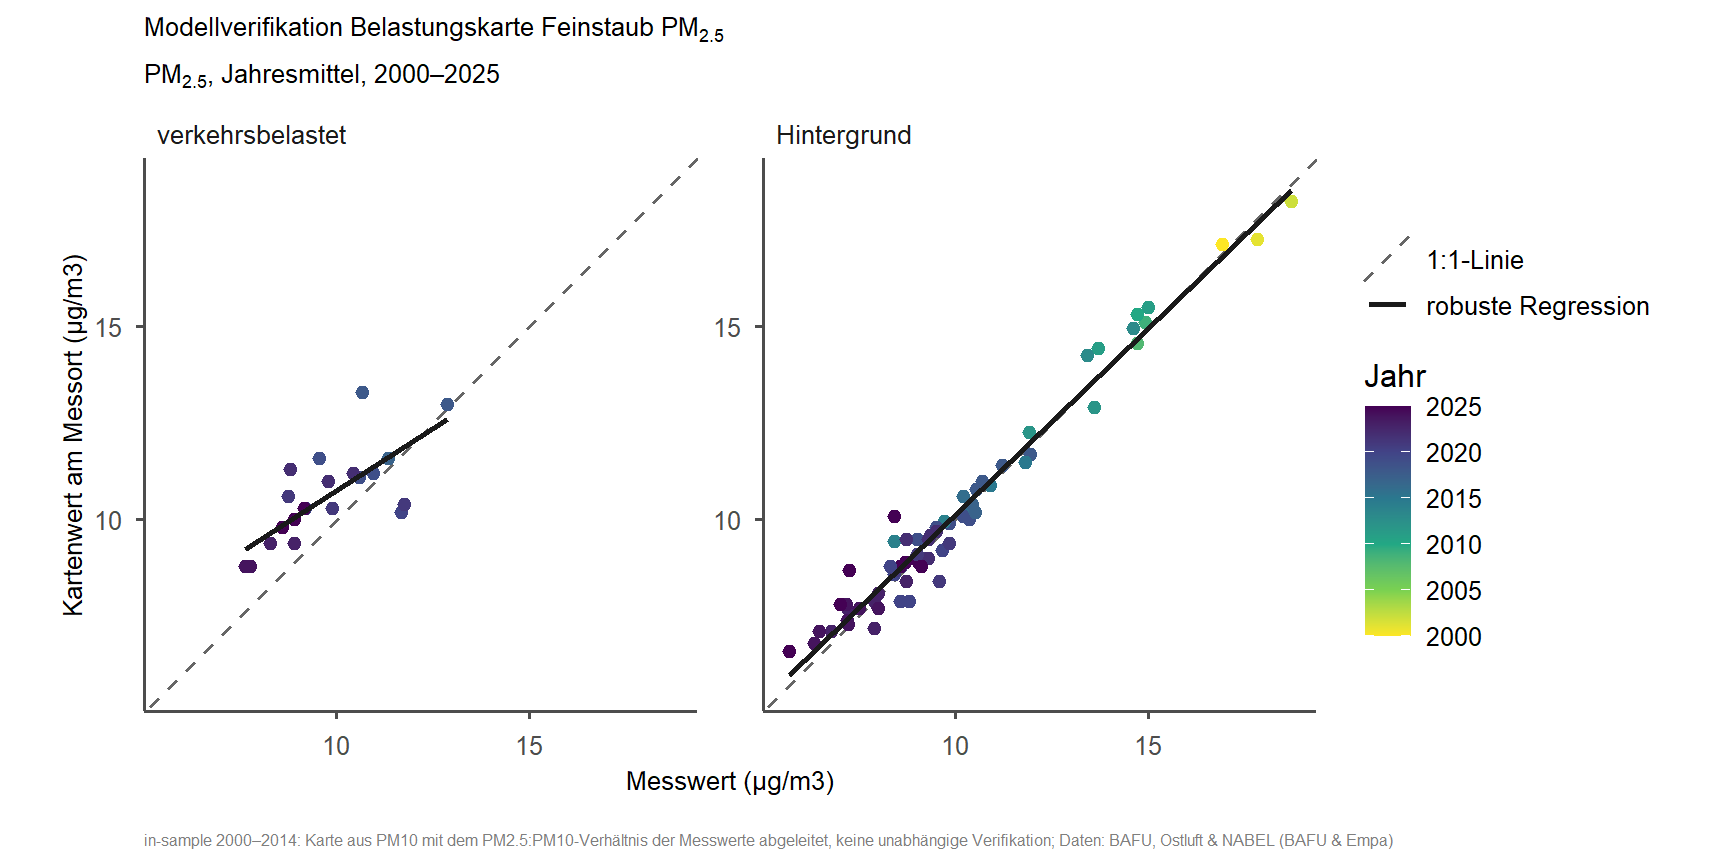 Modellverifikation Belastungskarte Feinstaub PM2.5
PM2.5, Jahresmittel, 2000–2025
verkehrsbelastet
Hintergrund
Kartenwert am Messort (µg/m3)
15
10
10
15
15
10
10
15
Messwert (µg/m3)
1:1-Linie
robuste Regression
Jahr
2025
2020
2015
2010
2005
2000
in-sample 2000–2014: Karte aus PM10 mit dem PM2.5:PM10-Verhältnis der Messwerte abgeleitet, keine unabhängige Verifikation; Daten: BAFU, Ostluft & NABEL (BAFU & Empa)